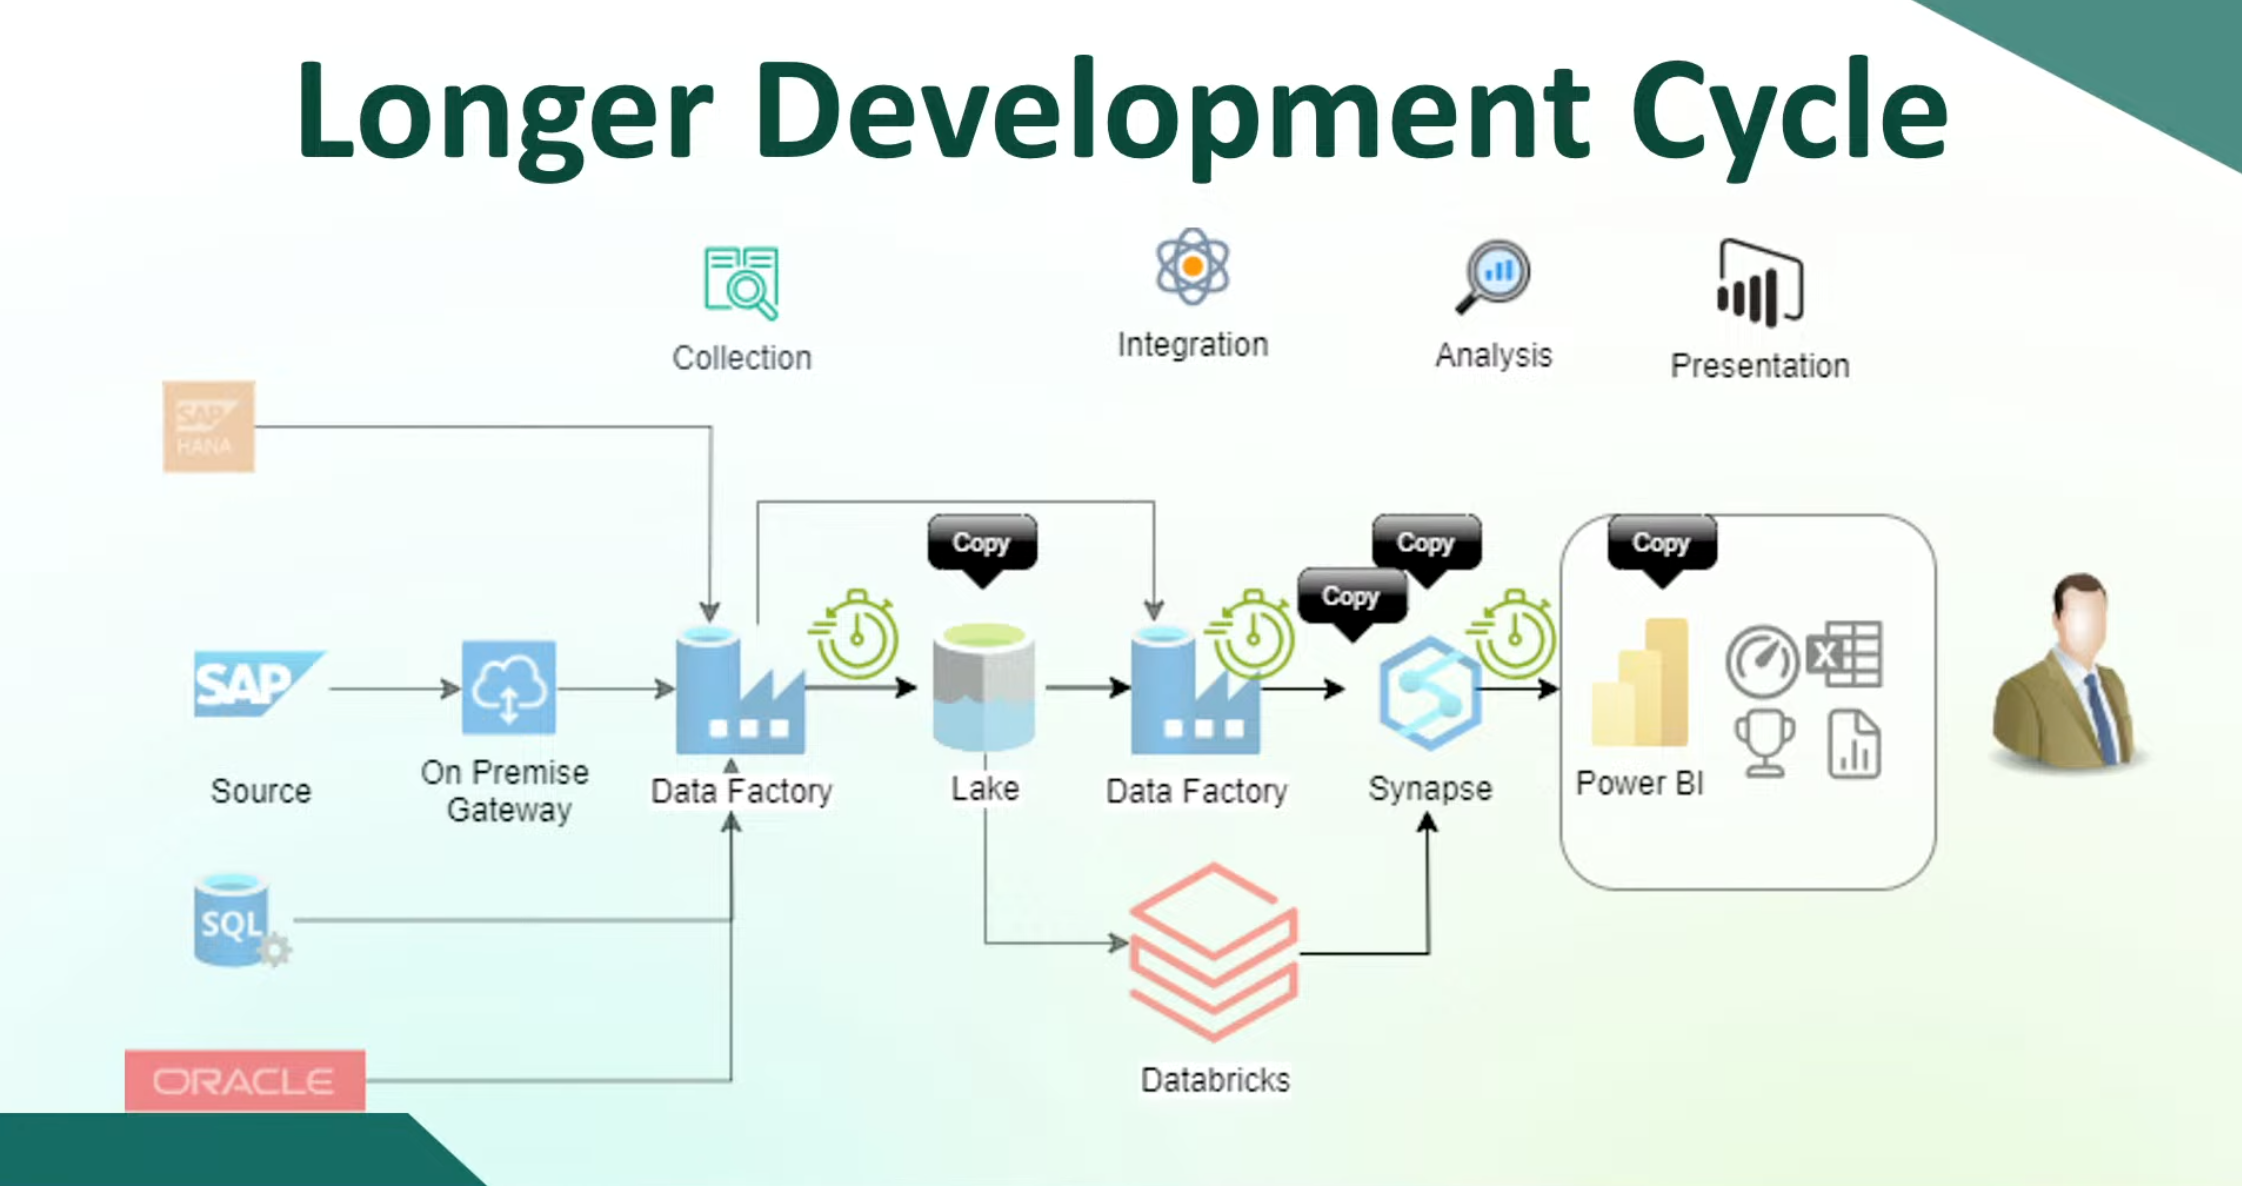 Longer Development Cycle
Collection
Integration
Analysis
Presentation
SAP
HANA
Copy
Copy
Copy
Copy
SAP
X
Source
On Premise
Gateway
Data Factory
Lake
Data Factory
Synapse
Power BI
SQL
Databricks
ORACLE